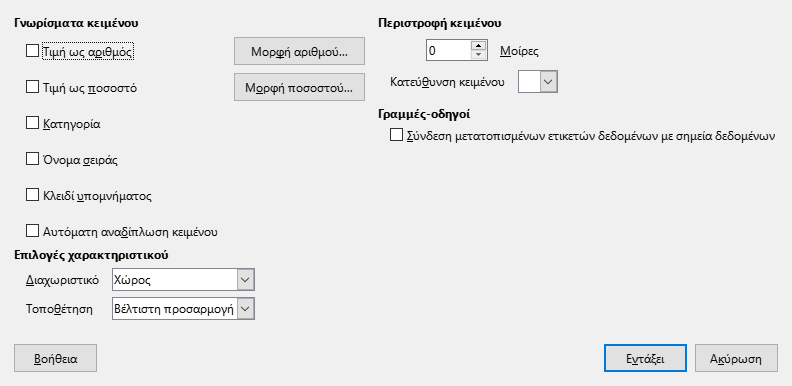 Γνωρίσματα κειμένου
Τιμή ως αριθμός
Μορφή αριθμού...
Τιμή ως ποσοστό
Μορφή ποσοστού...
Κατηγορία
Όνομα σειράς
Κλειδί υπομνήματος
Αυτόματη αναδίπλωση κειμένου
Επιλογές χαρακτηριστικού
Διαχωριστικό Χώρος
Τοποθέτηση Βέλτιστη προσαρμογή
Περιστροφή κειμένου
0 Μοίρες
Κατεύθυνση κειμένου
Γραμμές-οδηγοί
Σύνδεση μετατοπισμένων ετικετών δεδομένων με σημεία δεδομένων
Βοήθεια
Εντάξει
Ακύρωση